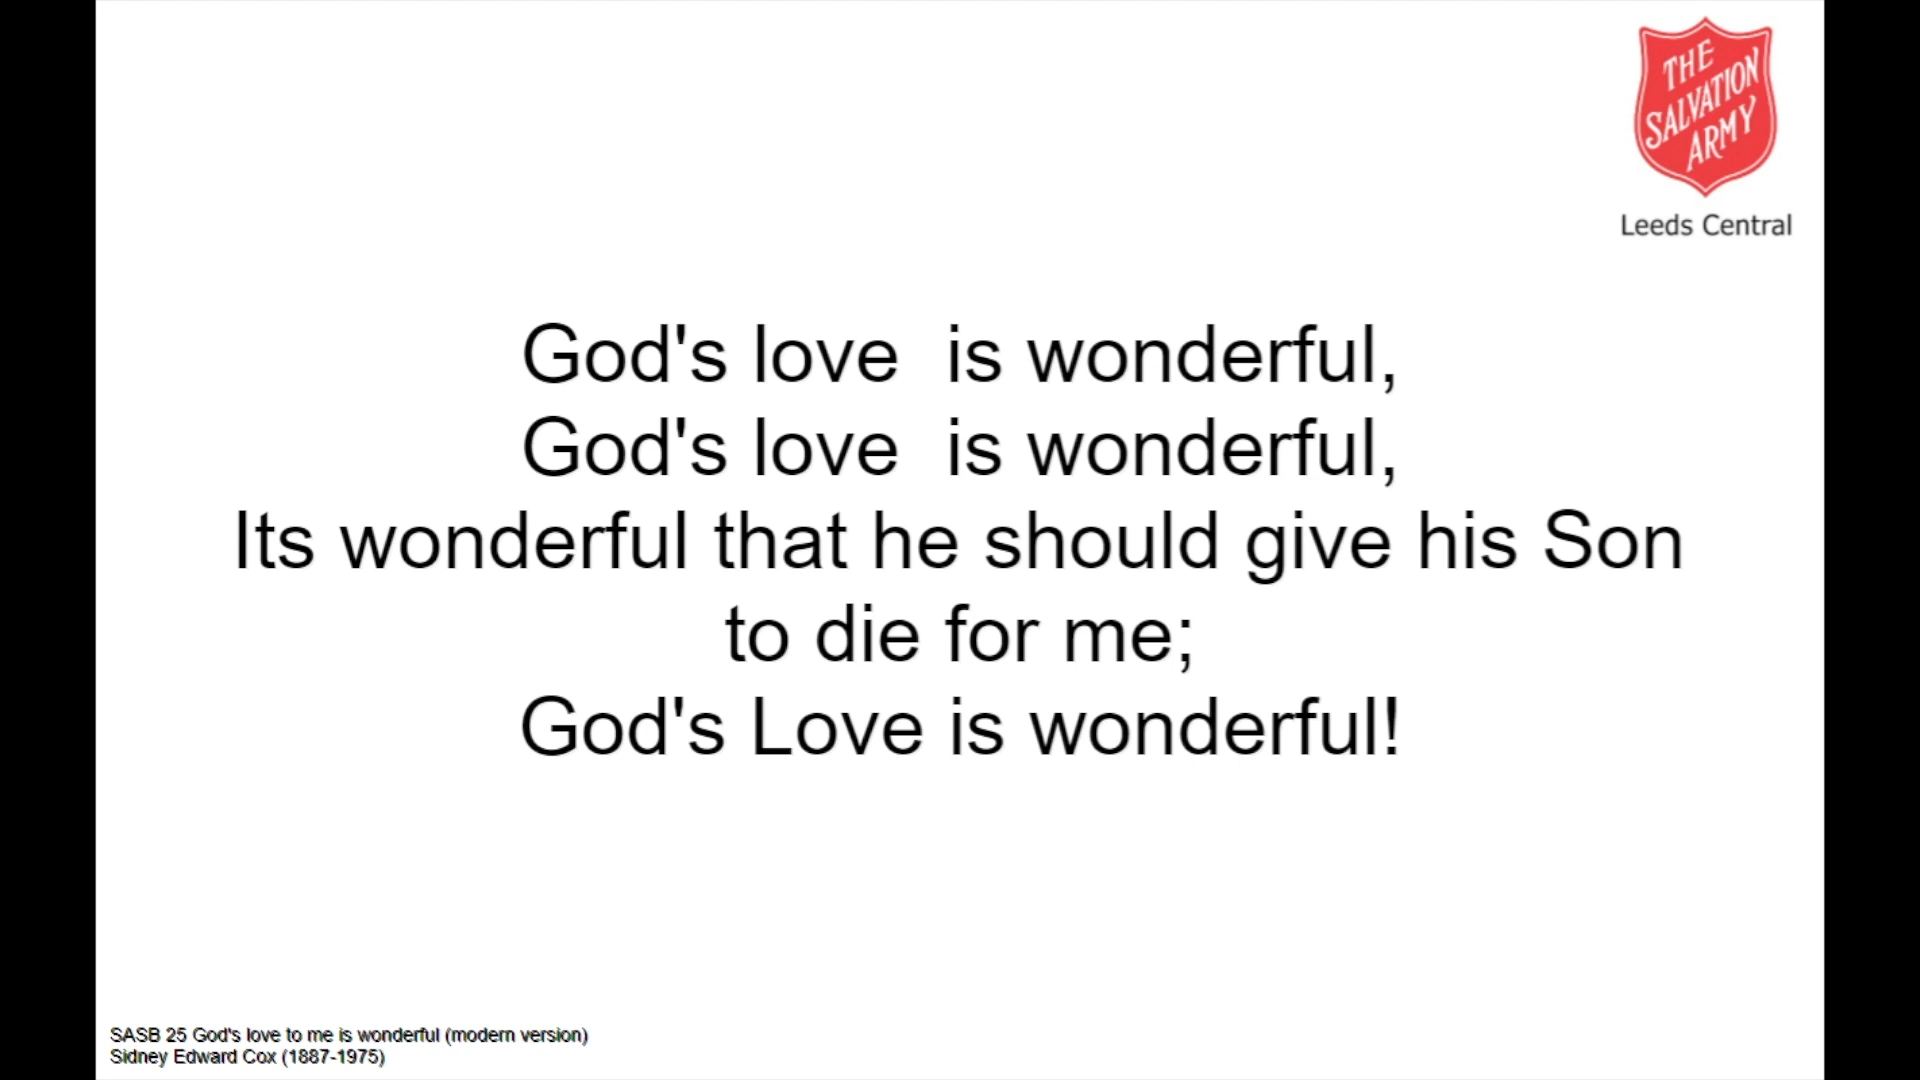 THE
SALVATION
ARMY
Leeds Central
God's love  is wonderful,
God's love  is wonderful,
Its wonderful that he should give his Son
to die for me;
God's Love is wonderful!
SASB 25 God's love to me is wonderful (modern version)
Sidney Edward Cox (1887-1975)